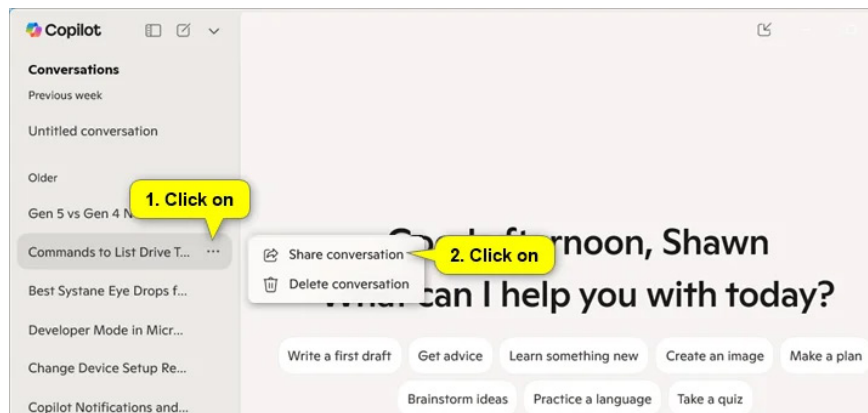 Copilot
Conversations
Previous week
Untitled conversation
Older
Gen 5 vs Gen 4
1. Click on
Commands to List Drive T...
Best Systane Eye Drops f...
Developer Mode in Micr...
Change Device Setup Re...
Copilot Notifications and...
Share conversation
2. Click on
Delete conversation
Shawn
can I help you with today?
Write a first draft
Get advice
Learn something new
Create an image
Make a plan
Brainstorm ideas
Practice a language
Take a quiz